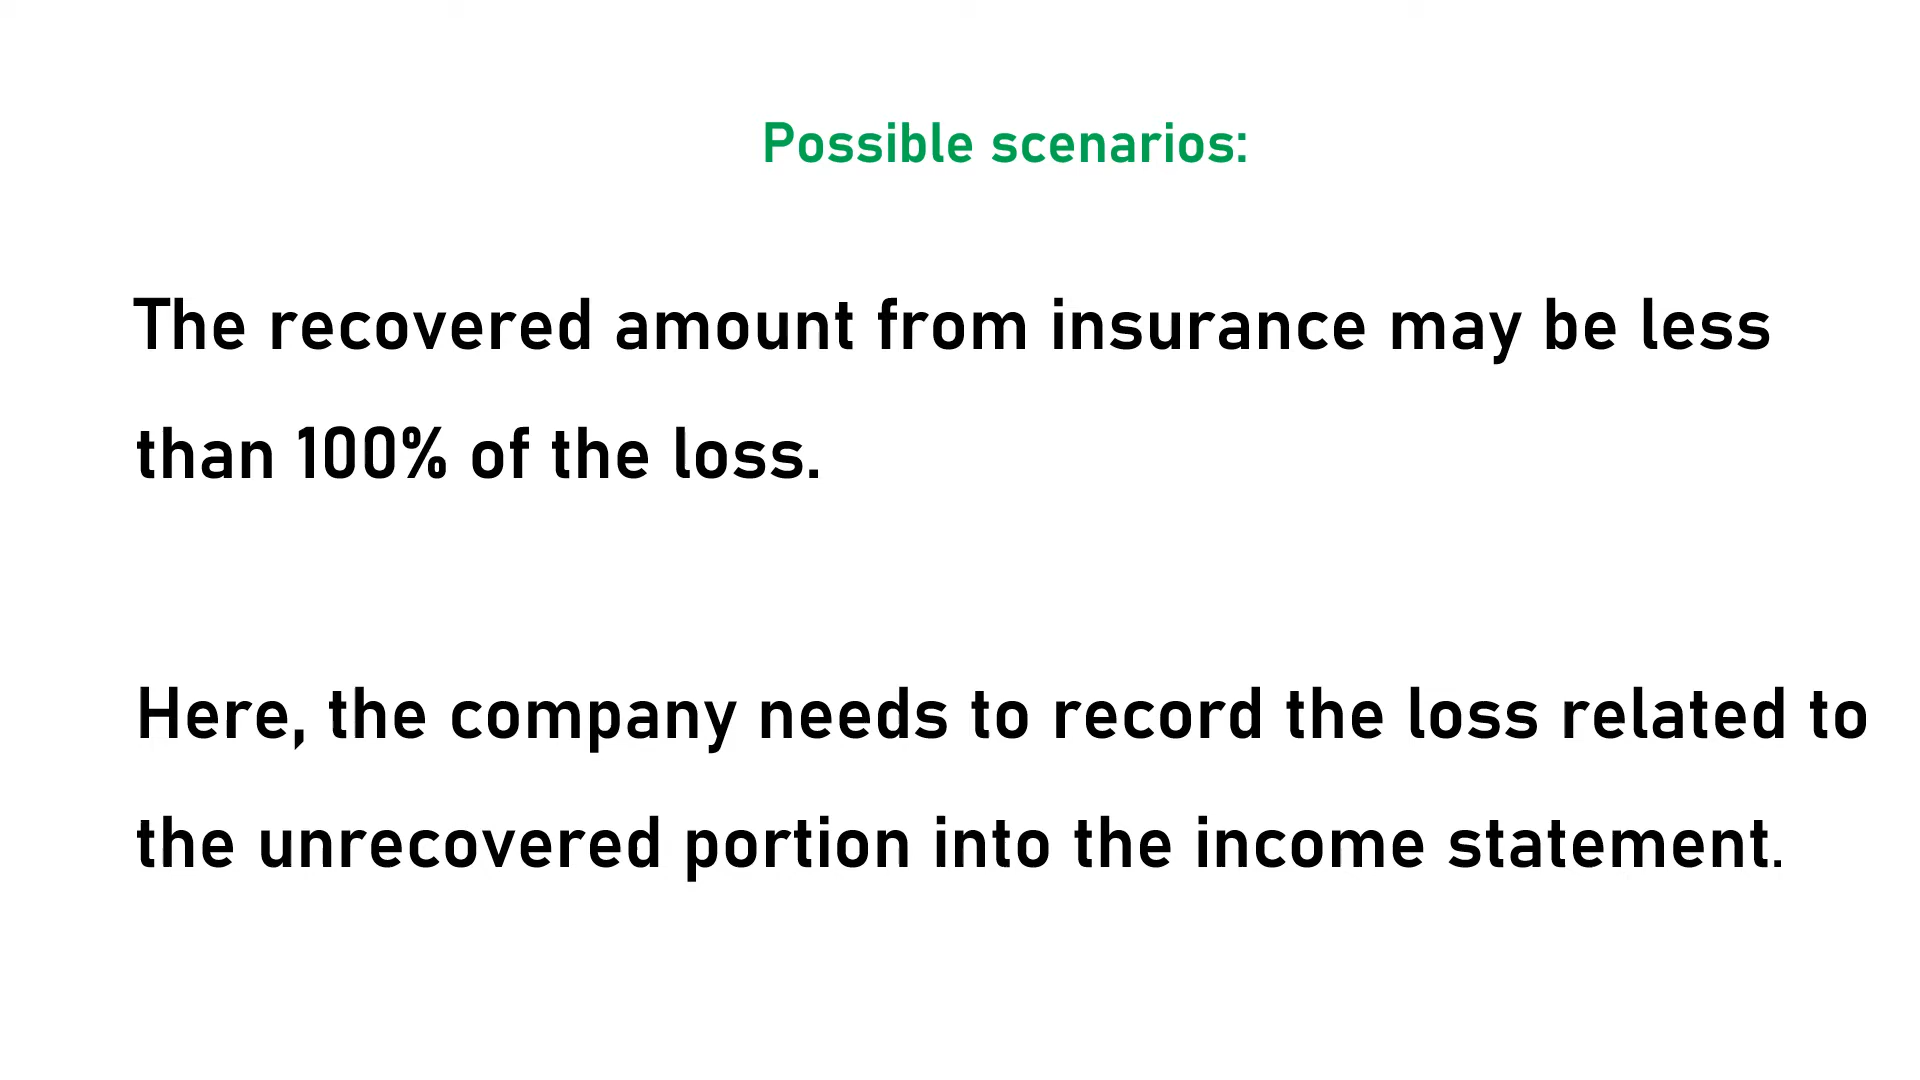 Possible scenarios:
The recovered amount from insurance may be less
than 100% of the loss.
Here, the company needs to record the loss related to
the unrecovered portion into the income statement.